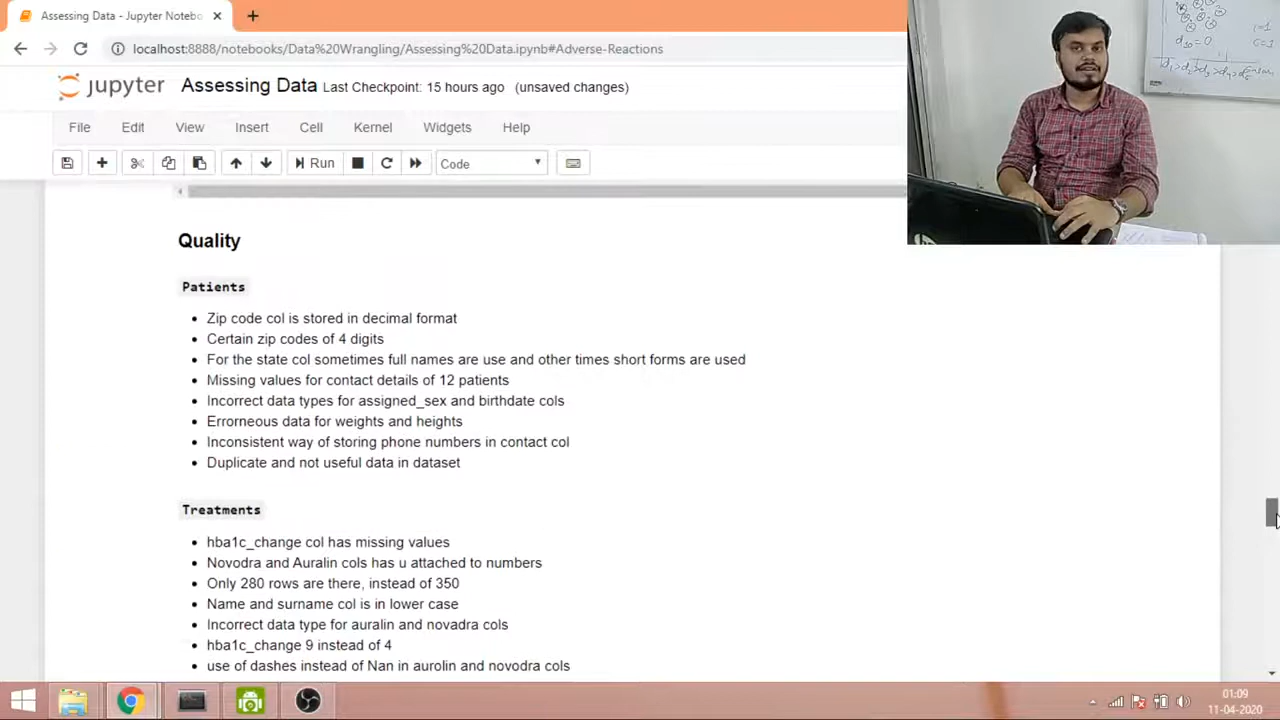 Assessing Data - Jupyter Notebo
localhost:8888/notebooks/Data%20Wrangling/Assessing%20Data.ipynb#Adverse-Reactions
jupyter Assessing Data Last Checkpoint: 15 hours ago (unsaved changes)
File Edit View Insert Cell Kernel Widgets Help
Run Code
Quality
Patients
Zip code col is stored in decimal format
Certain zip codes of 4 digits
For the state col sometimes full names are use and other times short forms are used
Missing values for contact details of 12 patients
Incorrect data types for assigned_sex and birthdate cols
Errorneous data for weights and heights
Inconsistent way of storing phone numbers in contact col
Duplicate and not useful data in dataset
Treatments
hba1c_change col has missing values
Novodra and Auralin cols has u attached to numbers
Only 280 rows are there, instead of 350
Name and surname col is in lower case
Incorrect data type for auralin and novadra cols
hba1c_change 9 instead of 4
use of dashes instead of Nan in aurolin and novodra cols
01:09
11-04-2020